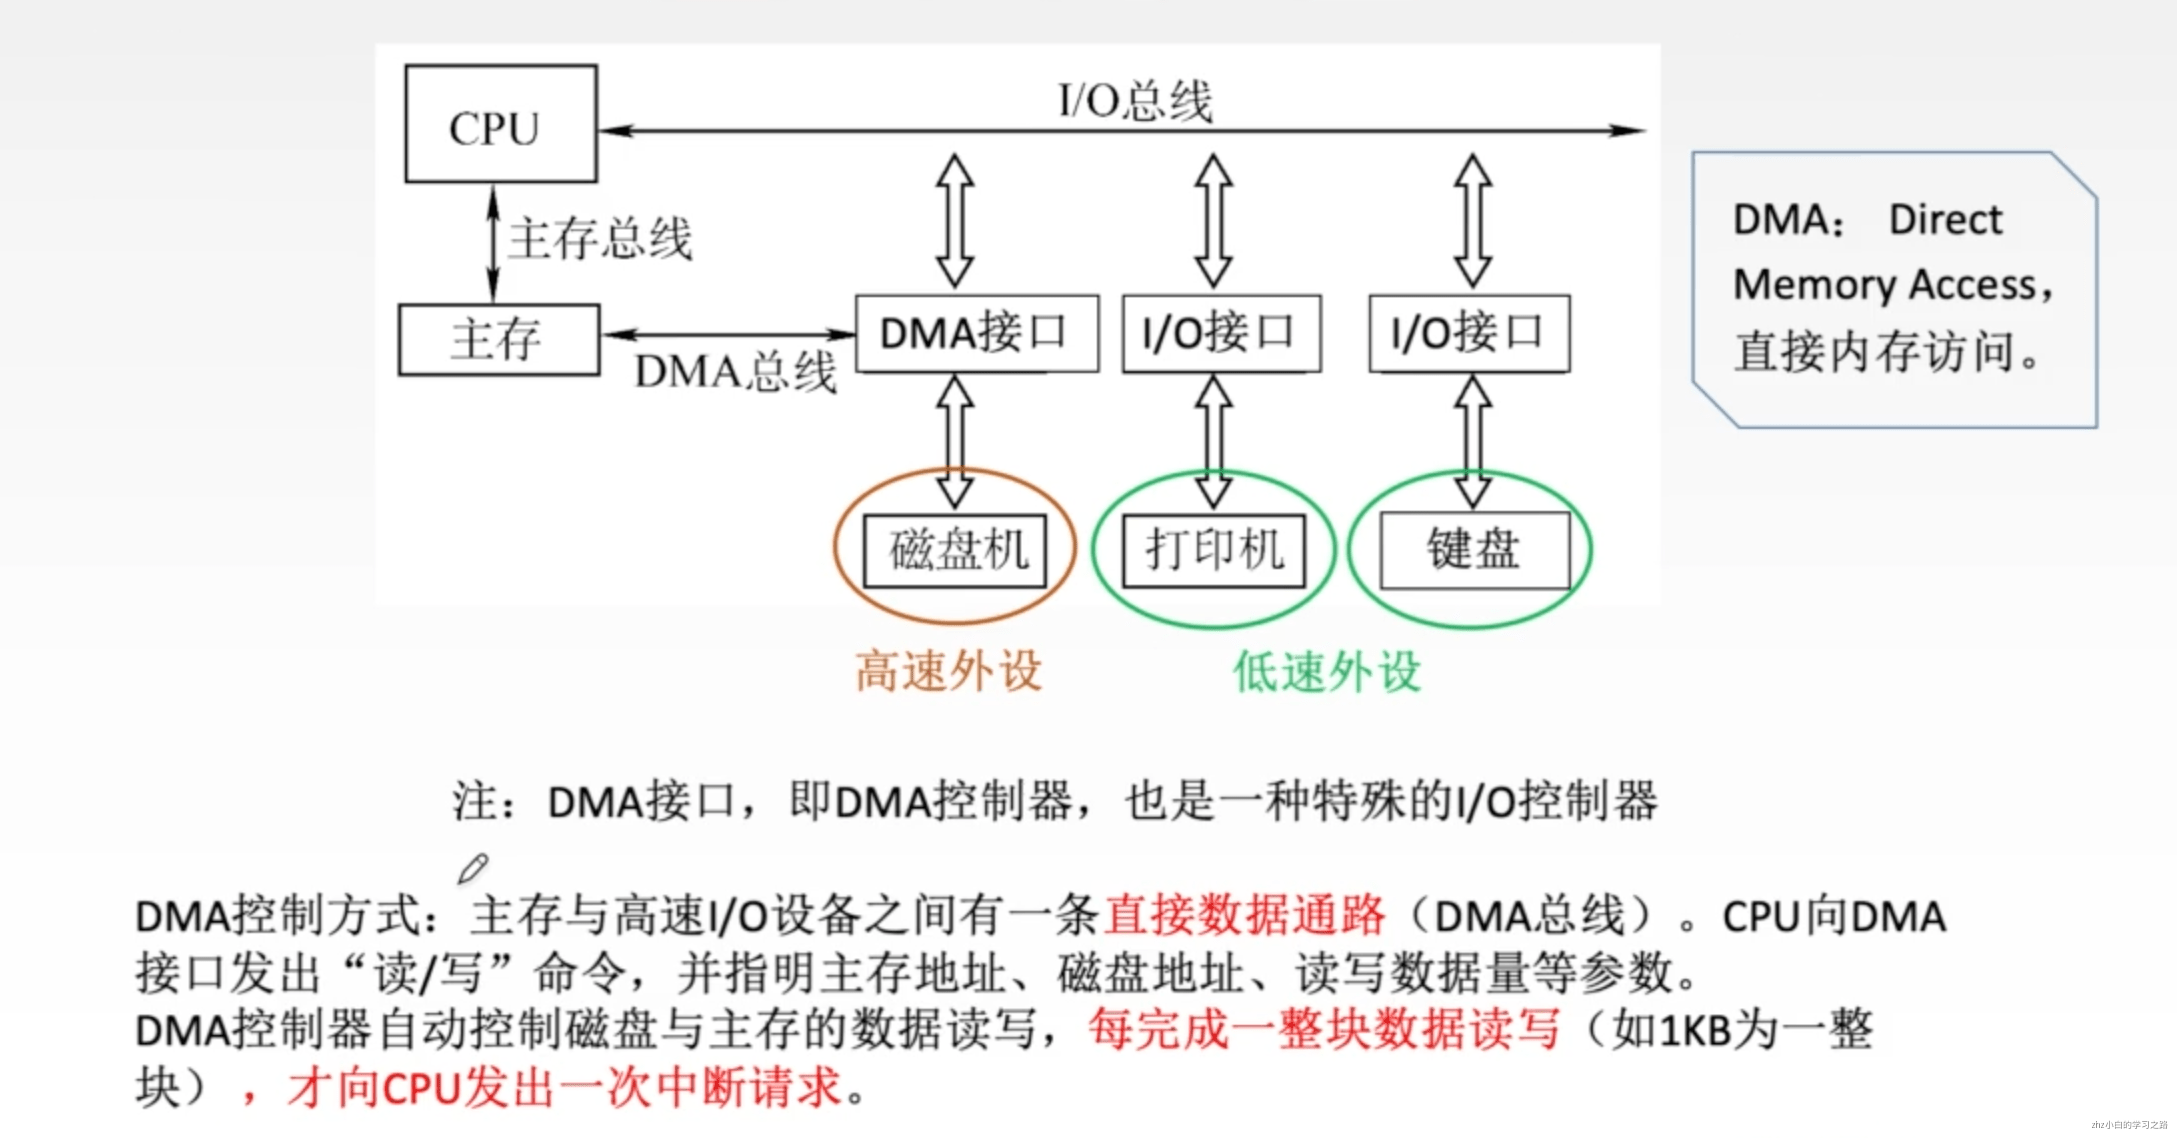 I/O总线
CPU
主存总线
DMA： Direct
Memory Access，
直接内存访问。
主存
DMA总线
DMA接口
I/O接口
I/O接口
磁盘机
打印机
键盘
高速外设
低速外设
注：DMA接口，即DMA控制器，也是一种特殊的I/O控制器
DMA控制方式：主存与高速I/O设备之间有一条直接数据通路（DMA总线）。CPU向DMA
接口发出“读/写”命令，并指明主存地址、磁盘地址、读写数据量等参数。
DMA控制器自动控制磁盘与主存的数据读写，每完成一整块数据读写（如1KB为一整
块），才向CPU发出一次中断请求。
zhz小白的学习之路